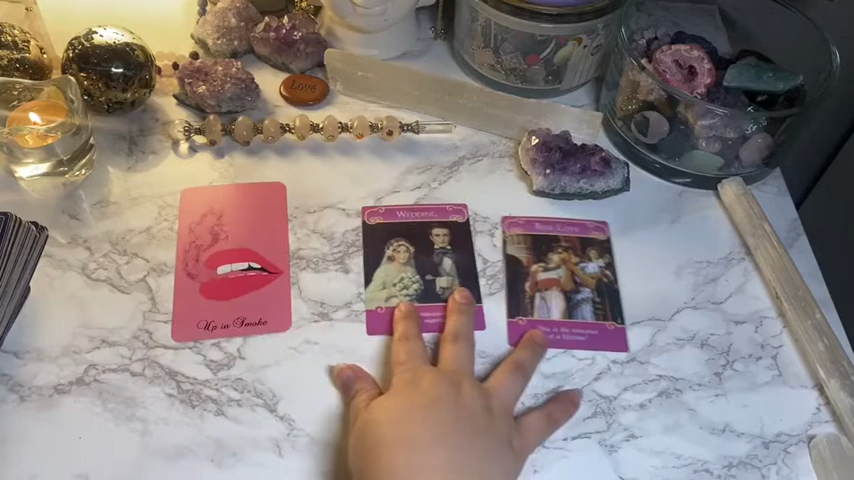 LOVE
WEDDING
True Love
Up in Smoke
This is the romance
of a lifetime!